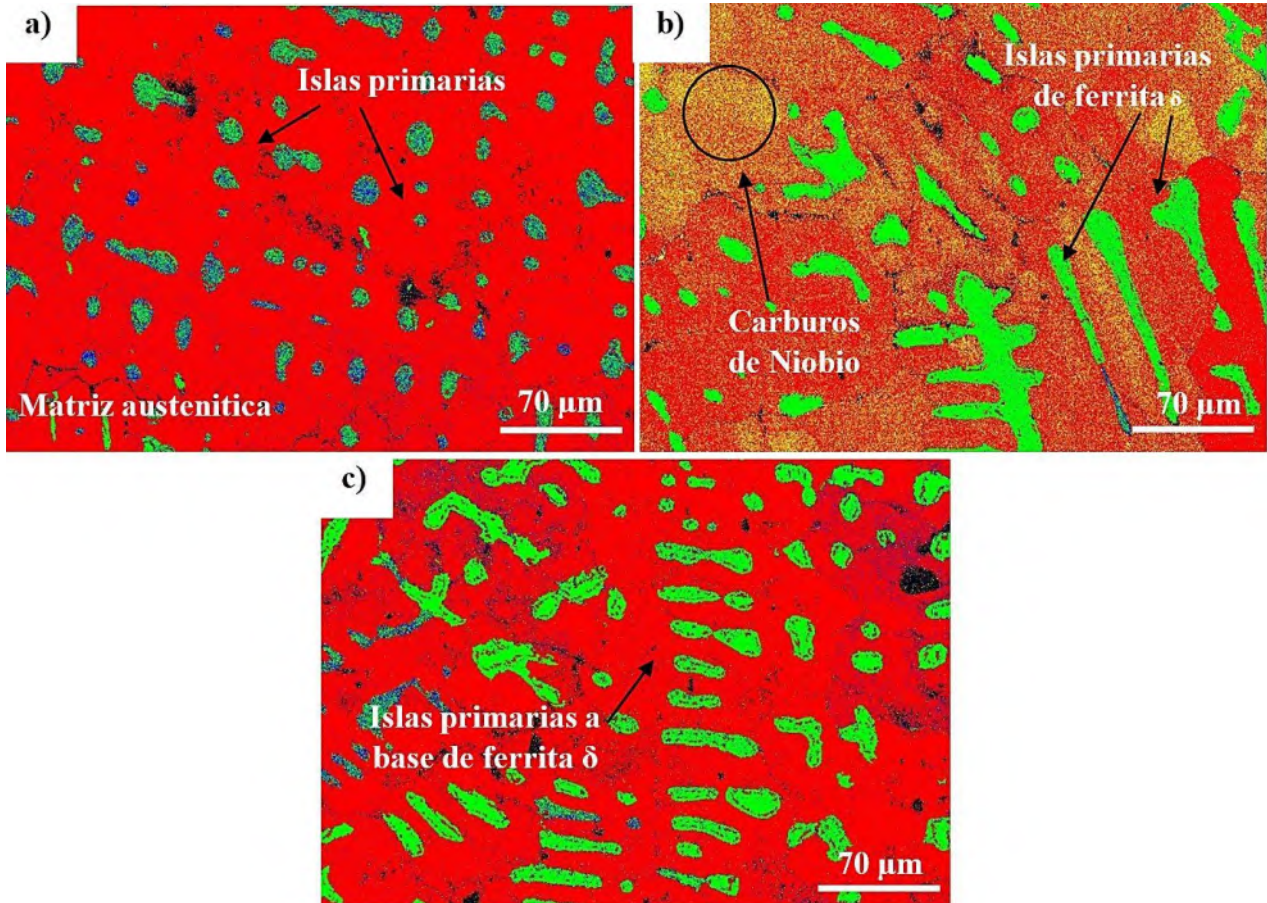 a)
Islas primarias
Matriz austenitica
70 µm
b)
Islas primarias
de ferrita δ
Carburos
de Niobio
70 µm
c)
Islas primarias a
base de ferrita δ
70 µm